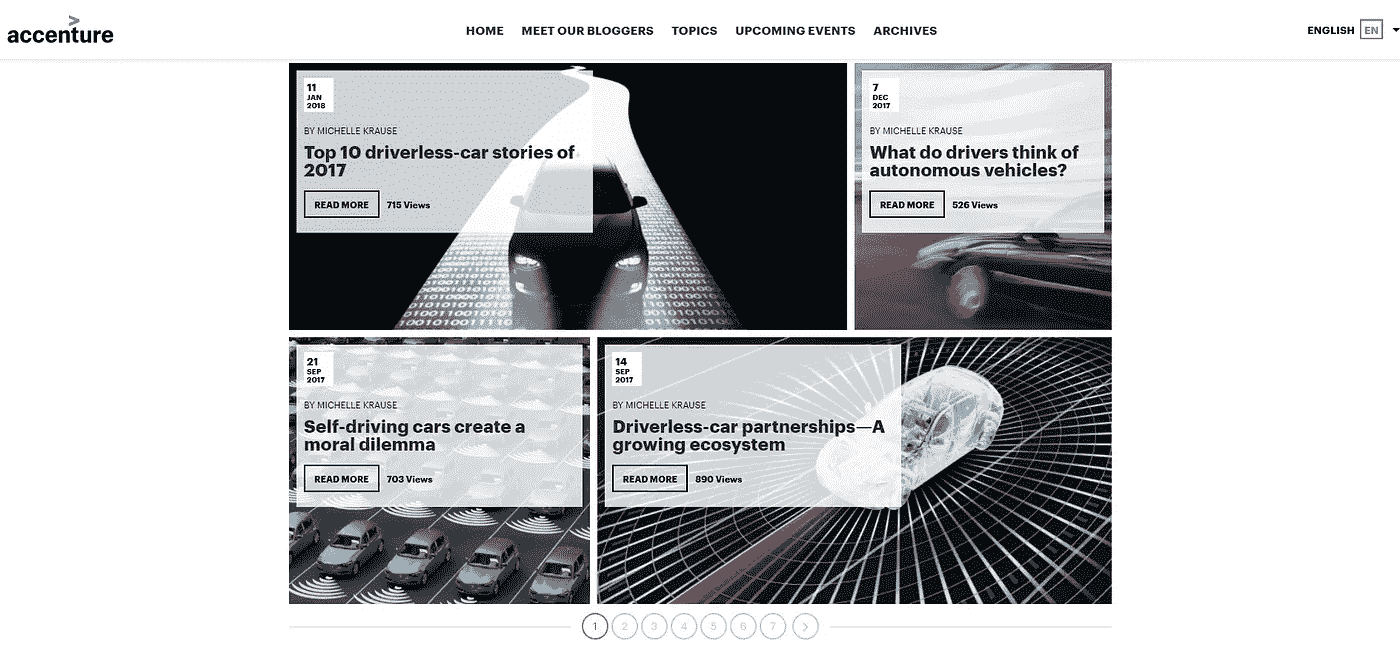 >
accenture
HOME MEET OUR BLOGGERS TOPICS UPCOMING EVENTS ARCHIVES
ENGLISH EN
11
JAN
2018
BY MICHELLE KRAUSE
Top 10 driverless-car stories of
2017
READ MORE 715 Views
7
DEC
2017
BY MICHELLE KRAUSE
What do drivers think of
autonomous vehicles?
READ MORE 526 Views
21
SEP
2017
BY MICHELLE KRAUSE
Self-driving cars create a
moral dilemma
READ MORE 703 Views
14
SEP
2017
BY MICHELLE KRAUSE
Driverless-car partnerships—A
growing ecosystem
READ MORE 890 Views
1 2 3 4 5 6 7 >